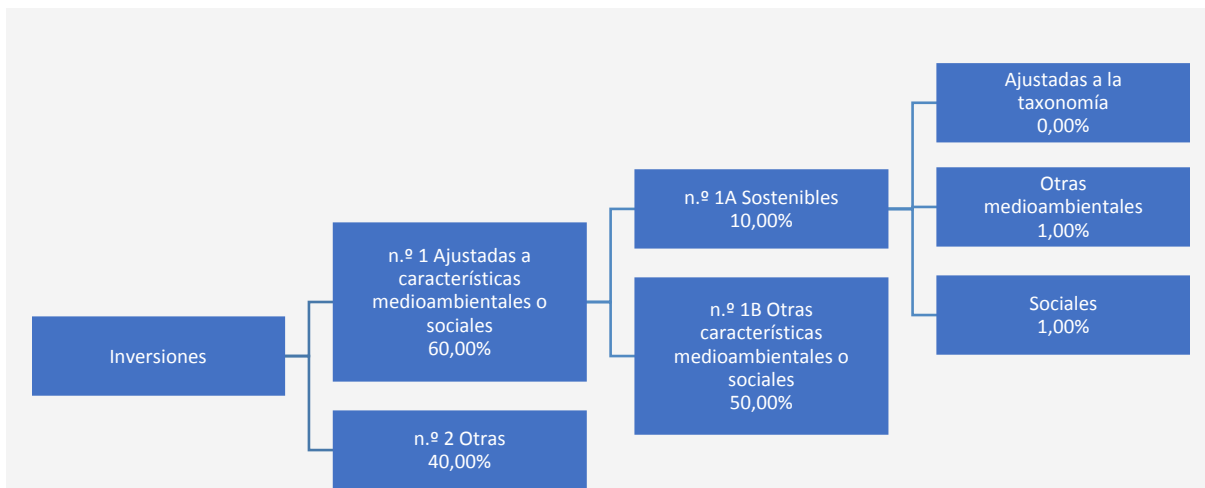 Inversiones
n.º 1 Ajustadas a
características
medioambientales o
sociales
60,00%
n.º 2 Otras
40,00%
n.º 1A Sostenibles
10,00%
n.º 1B Otras
características
medioambientales o
sociales
50,00%
Ajustadas a la
taxonomía
0,00%
Otras
medioambientales
1,00%
Sociales
1,00%